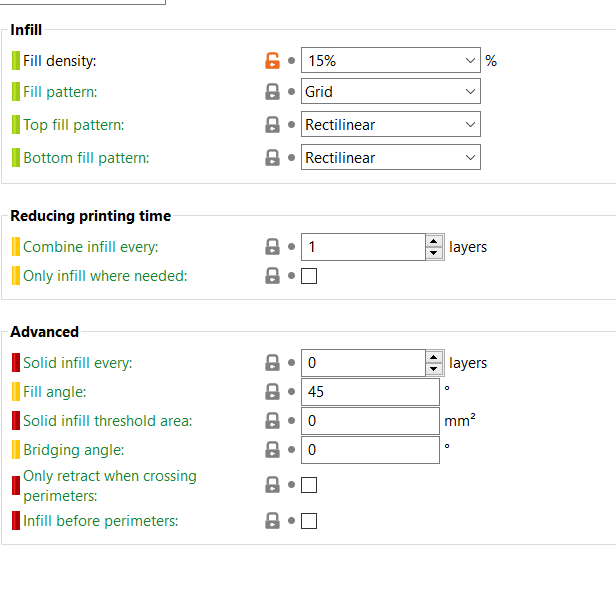 Infill
Fill density: 15% %
Fill pattern: Grid
Top fill pattern: Rectilinear
Bottom fill pattern: Rectilinear
Reducing printing time
Combine infill every: 1 layers
Only infill where needed:
Advanced
Solid infill every: 0 layers
Fill angle: 45 °
Solid infill threshold area: 0 mm²
Bridging angle: 0 °
Only retract when crossing
perimeters:
Infill before perimeters: